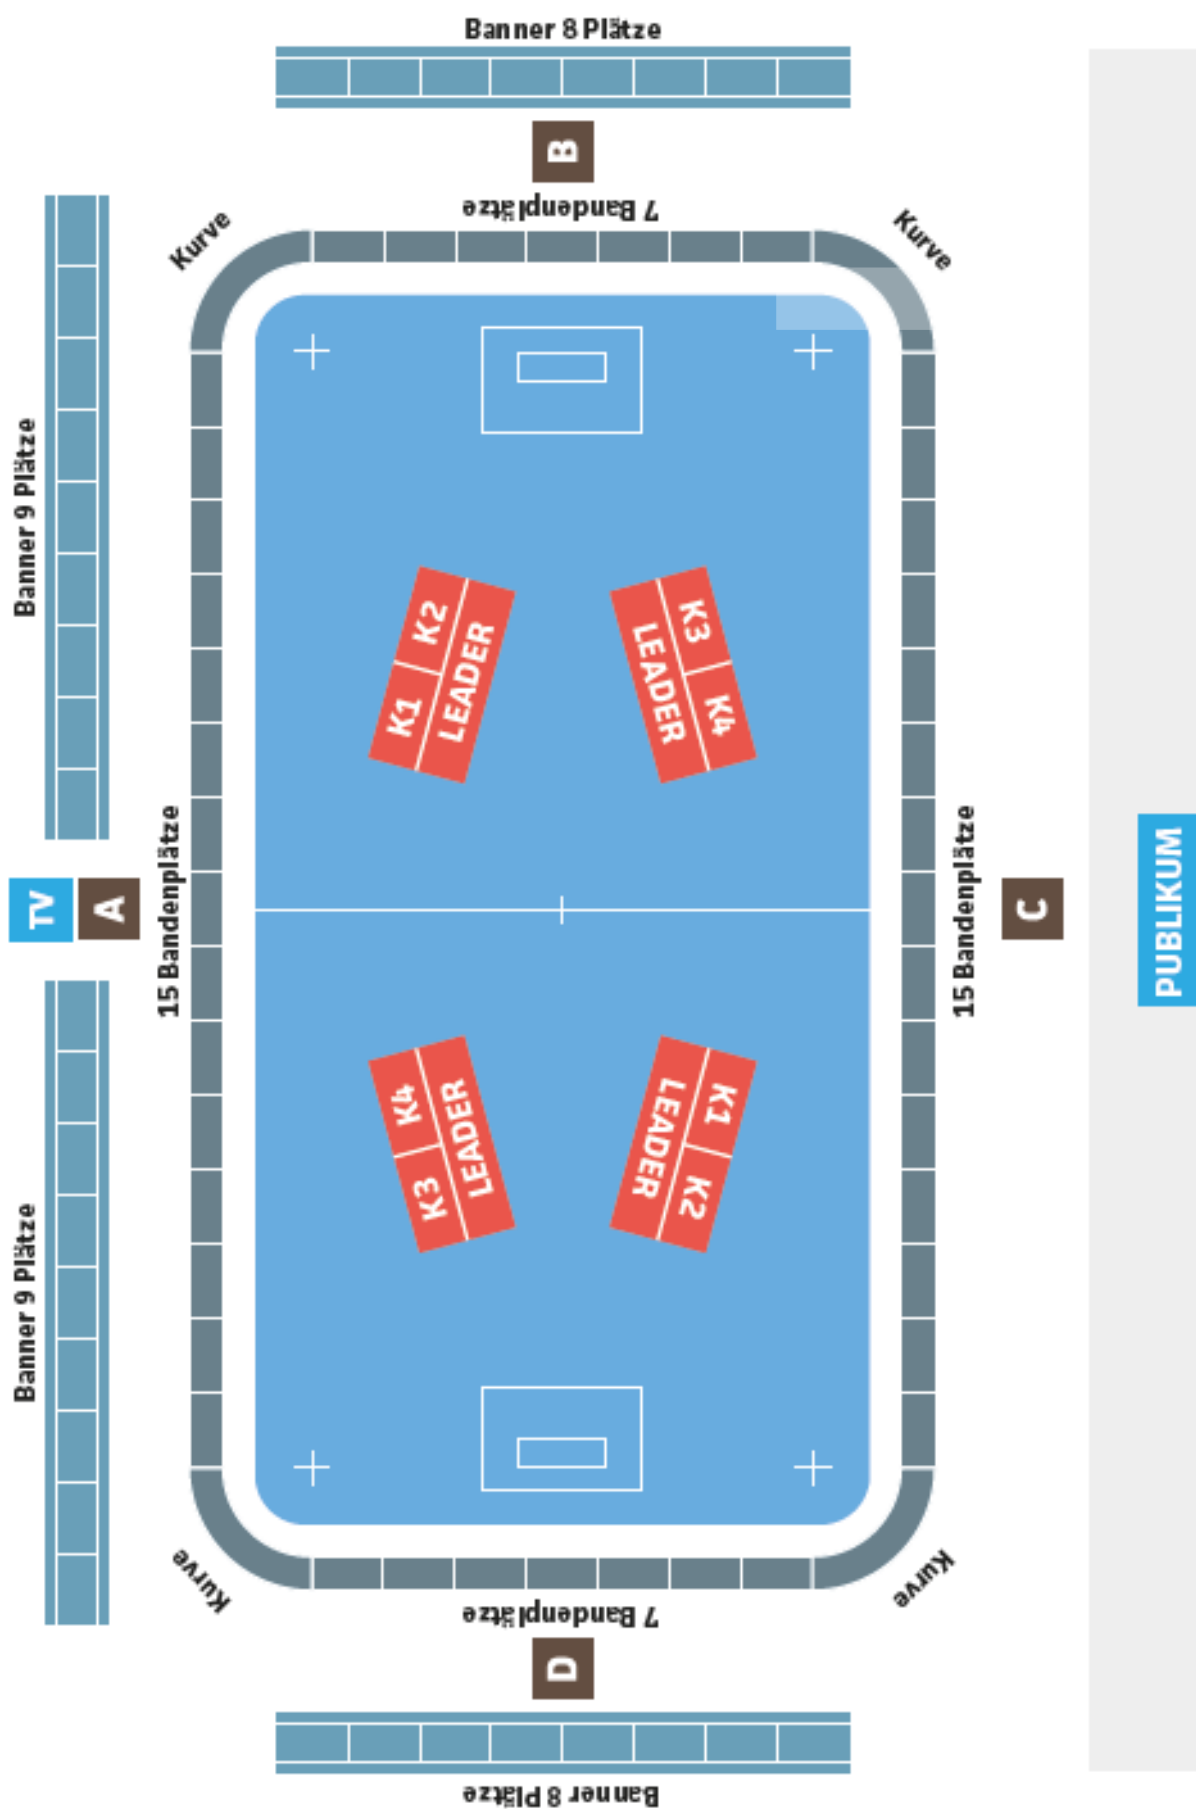 Banner 8 Plätze
B
7 Bandenplätze
Kurve
Kurve
Banner 9 Plätze
K1 K2
LEADER
K3 K4
LEADER
15 Bandenplätze
TV
A
15 Bandenplätze
C
PUBLIKUM
K3 K4
LEADER
K1 K2
LEADER
Banner 9 Plätze
Kurve
Kurve
7 Bandenplätze
D
Banner 8 Plätze